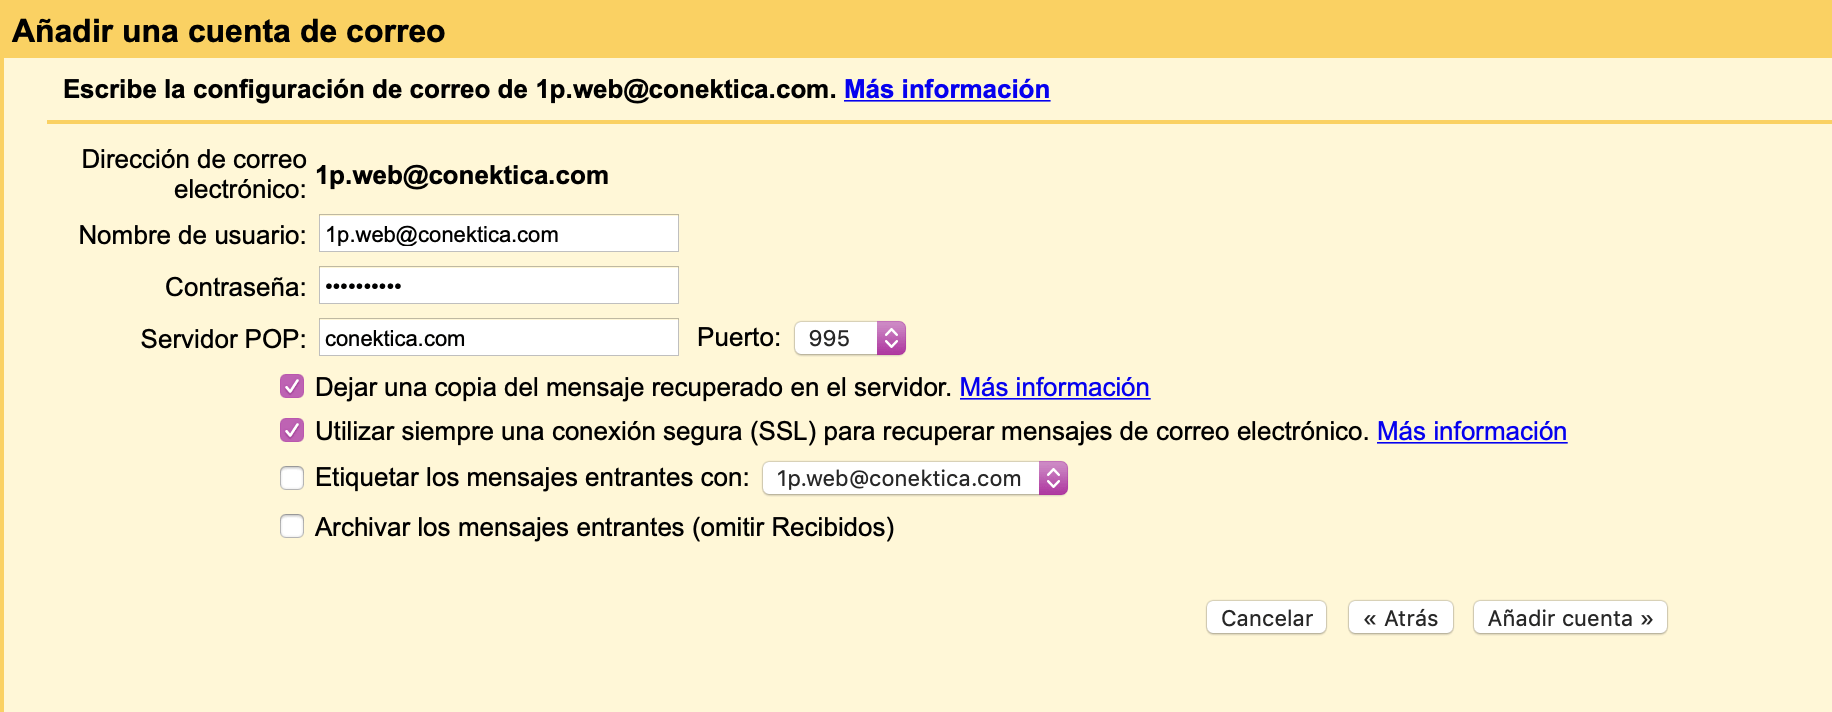 Añadir una cuenta de correo
Escribe la configuración de correo de 1p.web@conektica.com. Más información
Dirección de correo
electrónico: 1p.web@conektica.com
Nombre de usuario: 1p.web@conektica.com
Contraseña: ••••••••••
Servidor POP: conektica.com Puerto: 995
Dejar una copia del mensaje recuperado en el servidor. Más información
Utilizar siempre una conexión segura (SSL) para recuperar mensajes de correo electrónico. Más información
Etiquetar los mensajes entrantes con: 1p.web@conektica.com
Archivar los mensajes entrantes (omitir Recibidos)
Cancelar « Atrás Añadir cuenta »